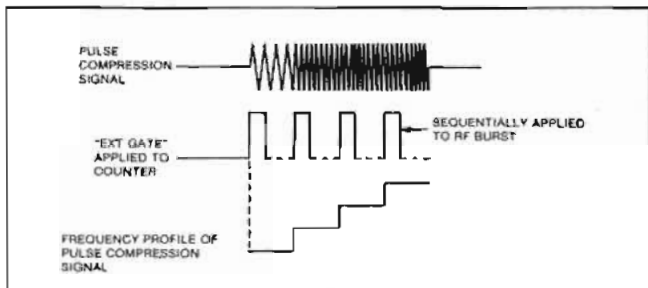 PULSE
COMPRESSION
SIGNAL
"EXT GATE"
APPLIED TO
COUNTER
SEQUENTIALLY APPLIED
TO RF BURST
FREQUENCY PROFILE OF
PULSE COMPRESSION
SIGNAL